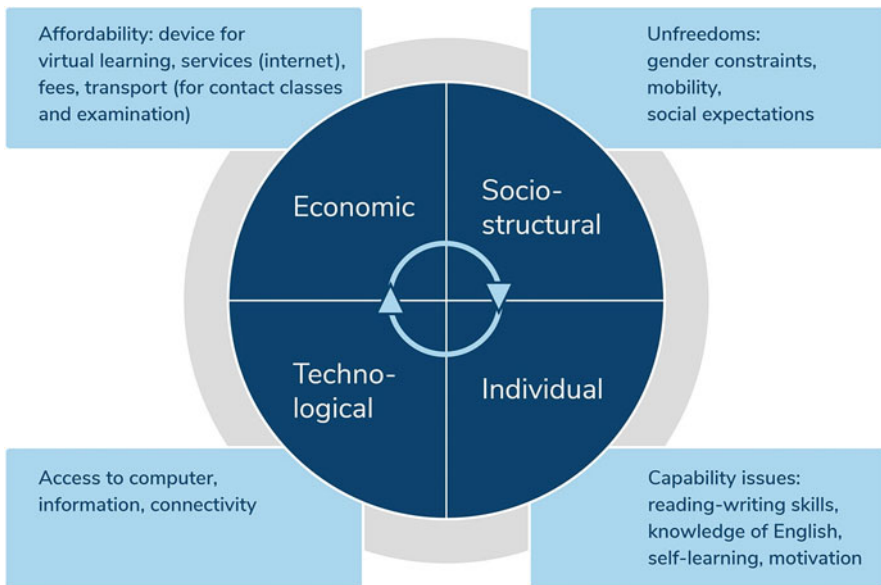 Affordability: device for
virtual learning, services (internet),
fees, transport (for contact classes
and examination)
Unfreedoms:
gender constraints,
mobility,
social expectations
Economic
Socio-
structural
Techno-
logical
Individual
Access to computer,
information, connectivity
Capability issues:
reading-writing skills,
knowledge of English,
self-learning, motivation